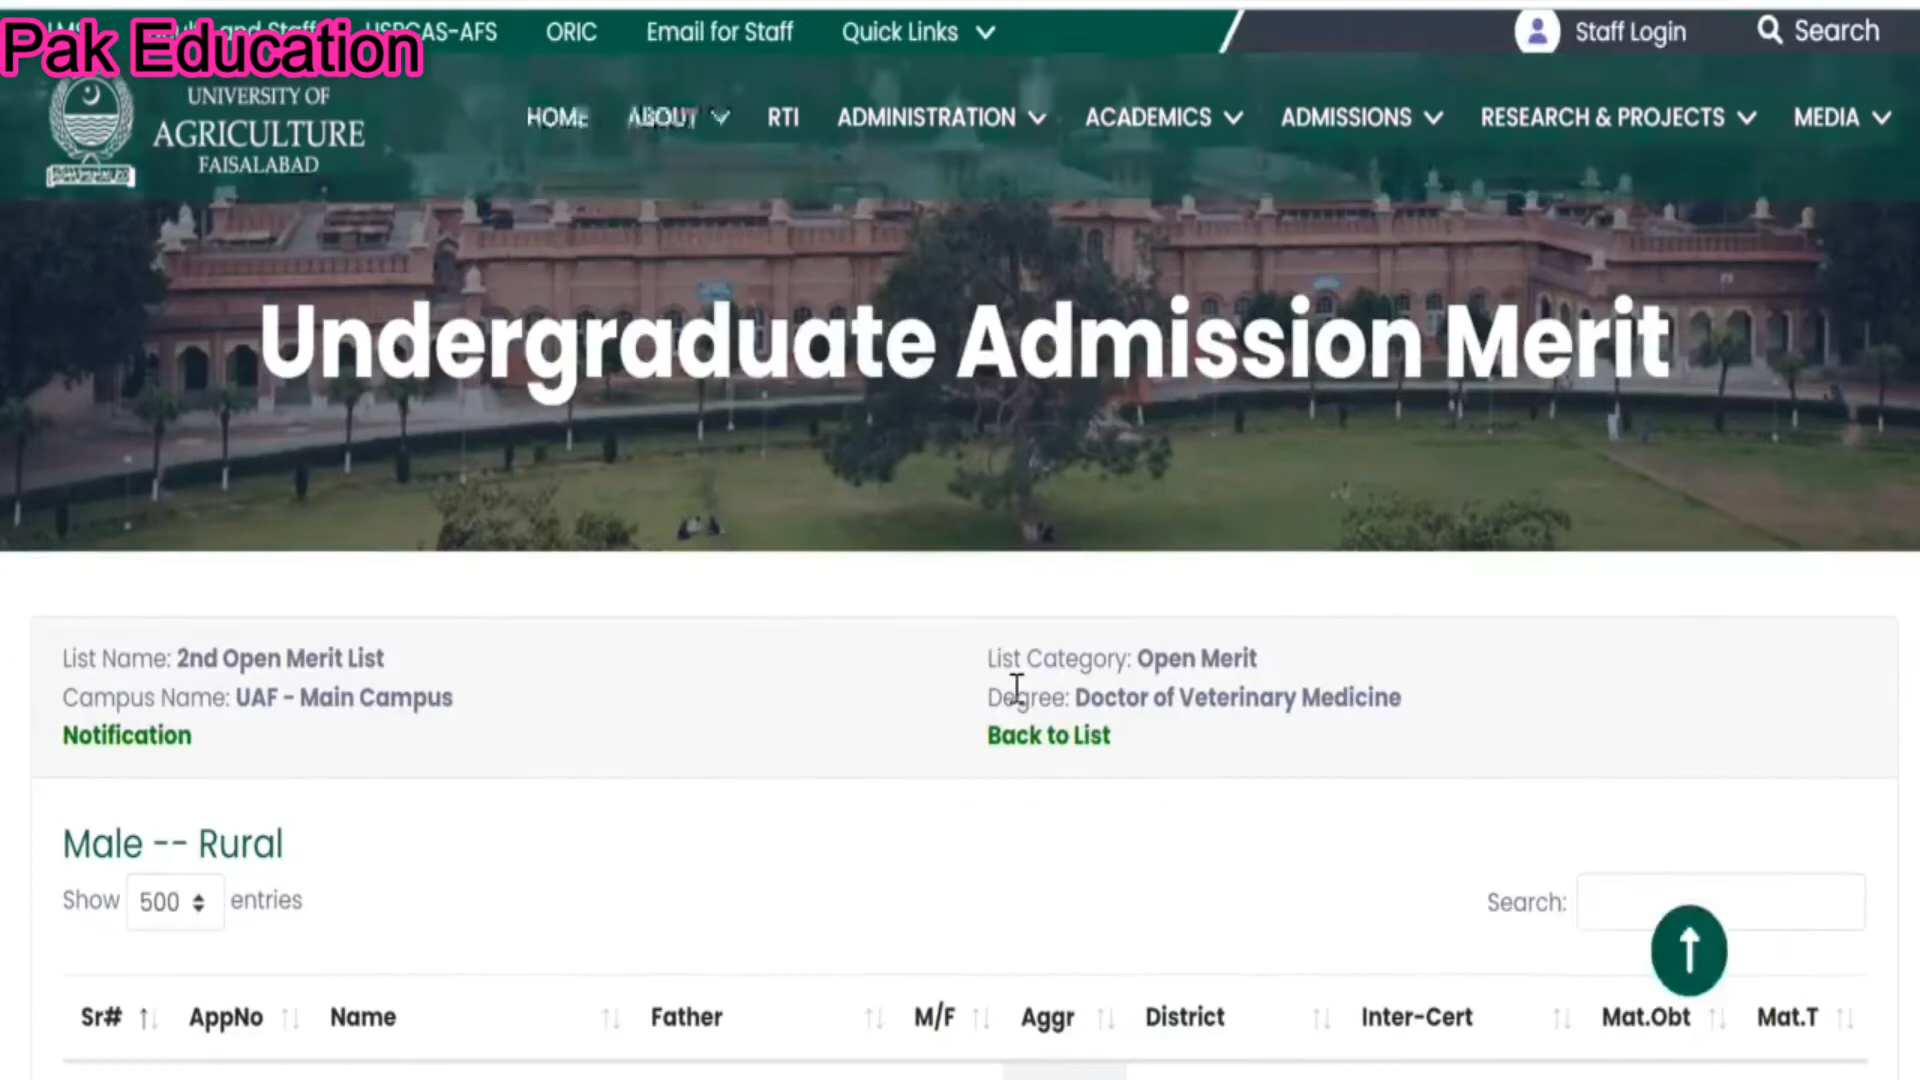 USPCAS-AFS ORIC Email for Staff Quick Links Staff Login Search
Pak Education
UNIVERSITY OF
AGRICULTURE
FAISALABAD
HOME ABOUT RTI ADMINISTRATION ACADEMICS ADMISSIONS RESEARCH & PROJECTS MEDIA
Undergraduate Admission Merit
List Name: 2nd Open Merit List
List Category: Open Merit
Campus Name: UAF - Main Campus
Degree: Doctor of Veterinary Medicine
Notification
Back to List
Male -- Rural
Show 500 entries
Search:
Sr# AppNo Name Father M/F Aggr District Inter-Cert Mat.Obt Mat.T